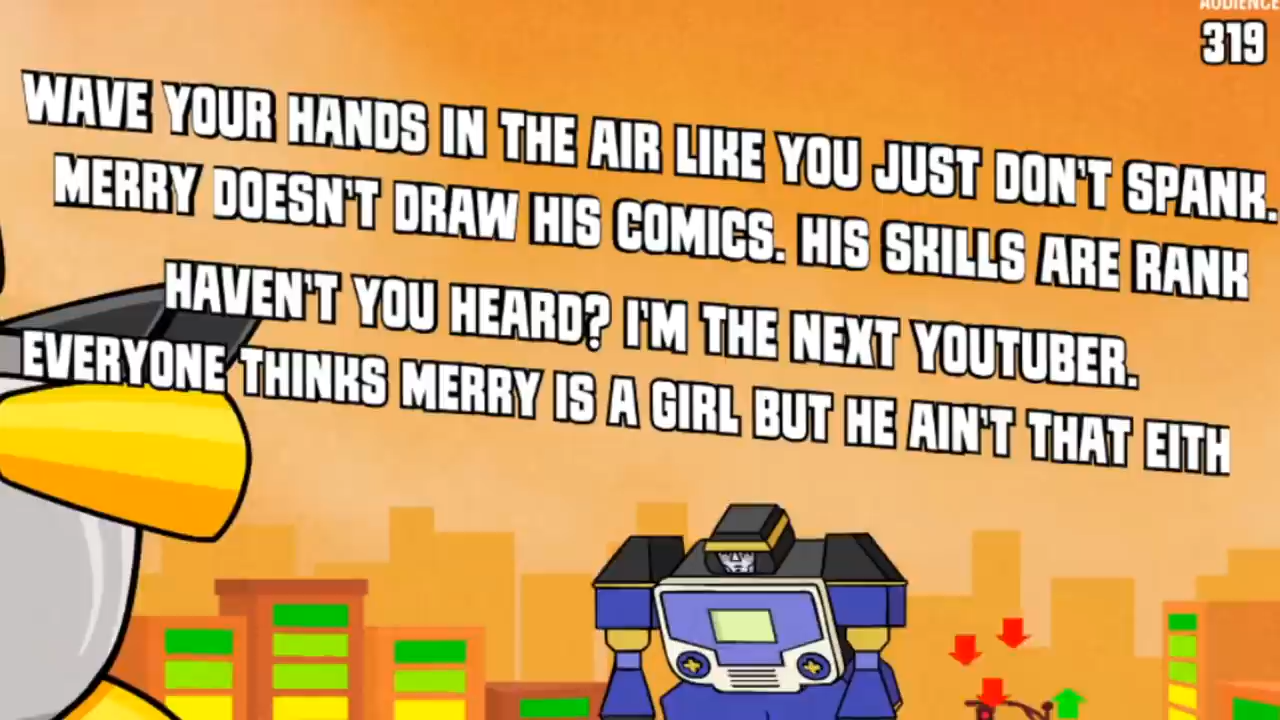 AUDIENCE
319
WAVE YOUR HANDS IN THE AIR LIKE YOU JUST DON'T SPANK.
MERRY DOESN'T DRAW HIS COMICS. HIS SKILLS ARE RANK
HAVEN'T YOU HEARD? I'M THE NEXT YOUTUBER.
EVERYONE THINKS MERRY IS A GIRL BUT HE AIN'T THAT EITH